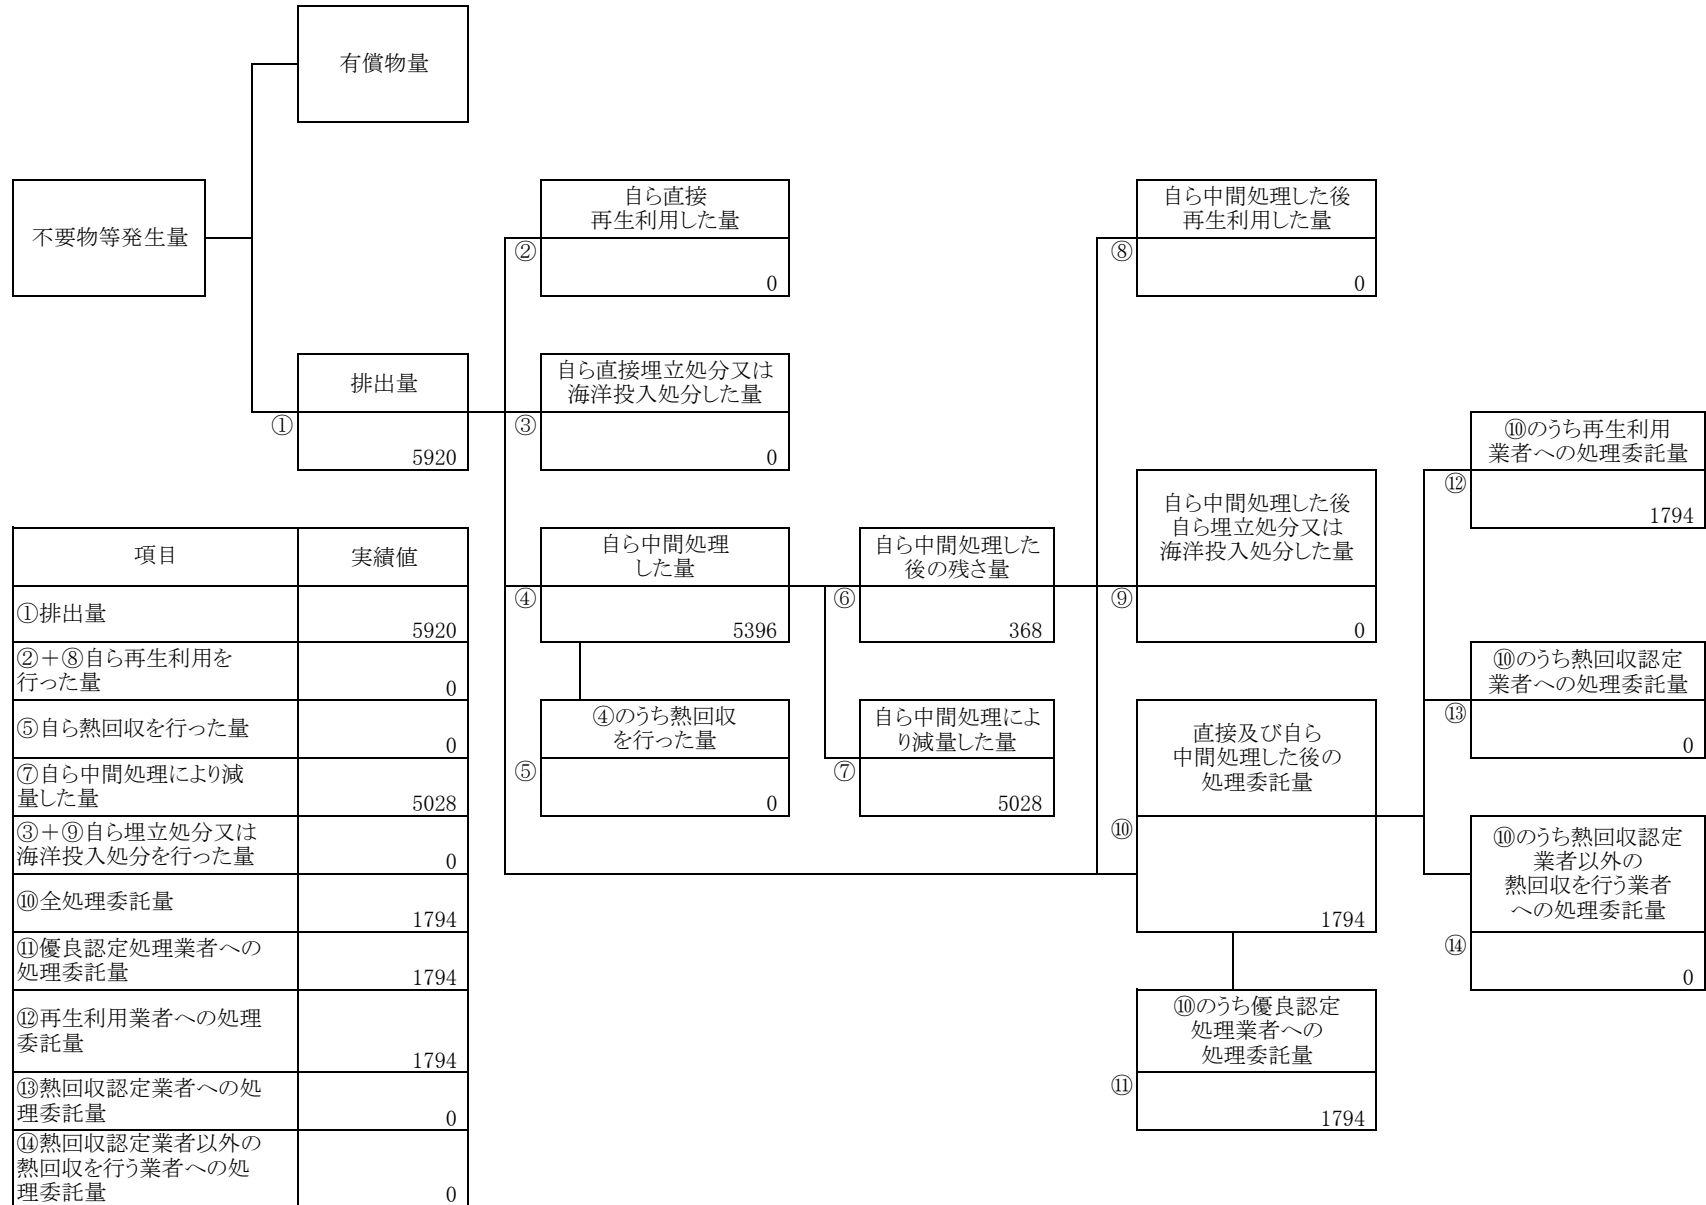 有償物量
不要物等発生量
排出量
①
5920
自ら直接
再生利用した量
②
0
自ら直接埋立処分又は
海洋投入処分した量
③
0
自ら中間処理
した量
④
5396
④のうち熱回収
を行った量
⑤
0
自ら中間処理した
後の残さ量
⑥
368
自ら中間処理によ
り減量した量
⑦
5028
自ら中間処理した後
再生利用した量
⑧
0
自ら中間処理した後
自ら埋立処分又は
海洋投入処分した量
⑨
0
直接及び自ら
中間処理した後の
処理委託量
⑩
1794
⑩のうち優良認定
処理業者への
処理委託量
⑪
1794
⑩のうち再生利用
業者への処理委託量
⑫
1794
⑩のうち熱回収認定
業者への処理委託量
⑬
0
⑩のうち熱回収認定
業者以外の
熱回収を行う業者
への処理委託量
⑭
0
項目 実績値
①排出量 5920
②+⑧自ら再生利用を
行った量 0
⑤自ら熱回収を行った量 0
⑦自ら中間処理により減
量した量 5028
③+⑨自ら埋立処分又は
海洋投入処分を行った量 0
⑩全処理委託量 1794
⑪優良認定処理業者への
処理委託量 1794
⑫再生利用業者への処理
委託量 1794
⑬熱回収認定業者への処
理委託量 0
⑭熱回収認定業者以外の
熱回収を行う業者への処
理委託量 0